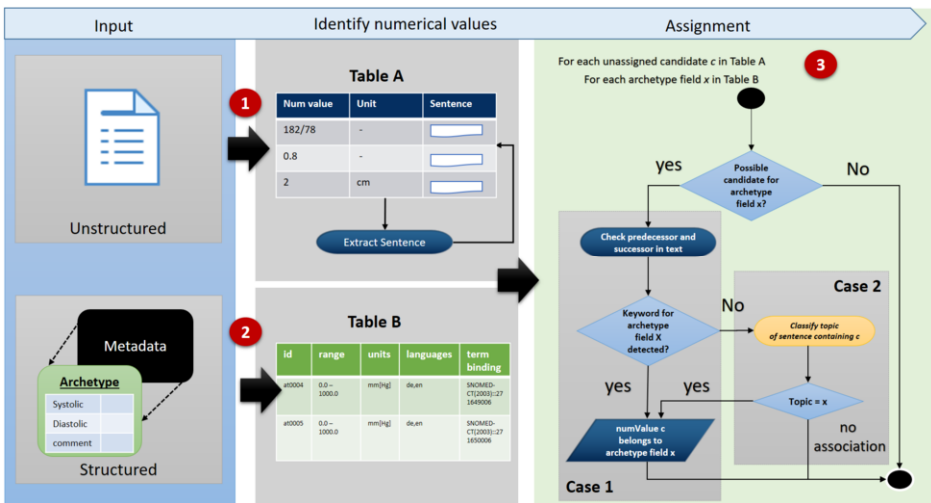 Input
Identify numerical values
Assignment
Unstructured
1
Table A
Num value Unit Sentence
182/78 -
0.8 -
2 cm
Extract Sentence
Metadata
Archetype
Systolic
Diastolic
comment
Structured
2
Table B
id range units languages term
binding
at0004 0.0 –
1000.0 mm[Hg] de,en SNOMED-
CT(2003)::27
1649006
at0005 0.0 –
1000.0 mm[Hg] de,en SNOMED-
CT(2003)::27
1650006
For each unassigned candidate c in Table A
For each archetype field x in Table B
3
Possible
candidate for
archetype
field x?
yes
No
Check predecessor and
successor in text
Keyword for
archetype
field X
detected?
No
Case 2
Classify topic
of sentence containing c
yes
yes
Topic = x
numValue c
belongs to
archetype field x
no
association
Case 1